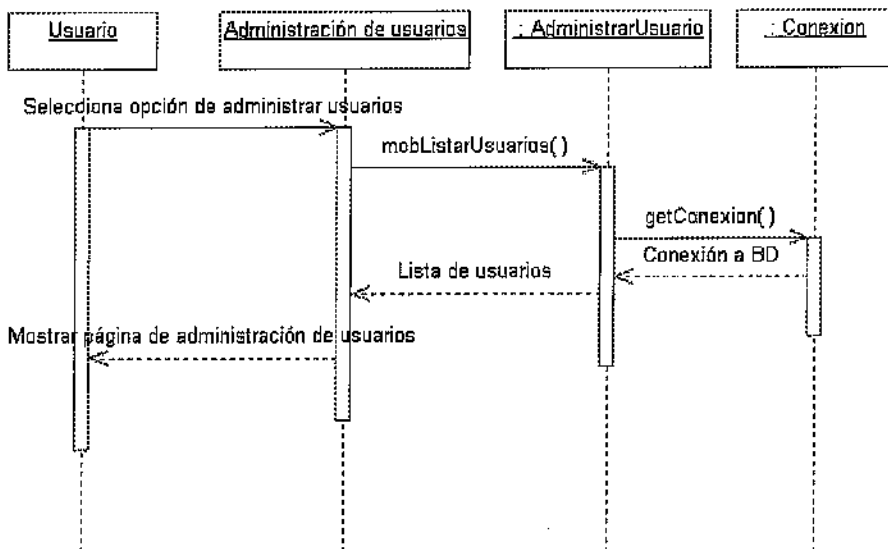 Usuario
Administración de usuarios
: AdministrarUsuario
: Conexion
Selecciona opción de administrar usuarios
mobListarUsuarios()
getConexion()
Conexión a BD
Lista de usuarios
Mostrar página de administración de usuarios